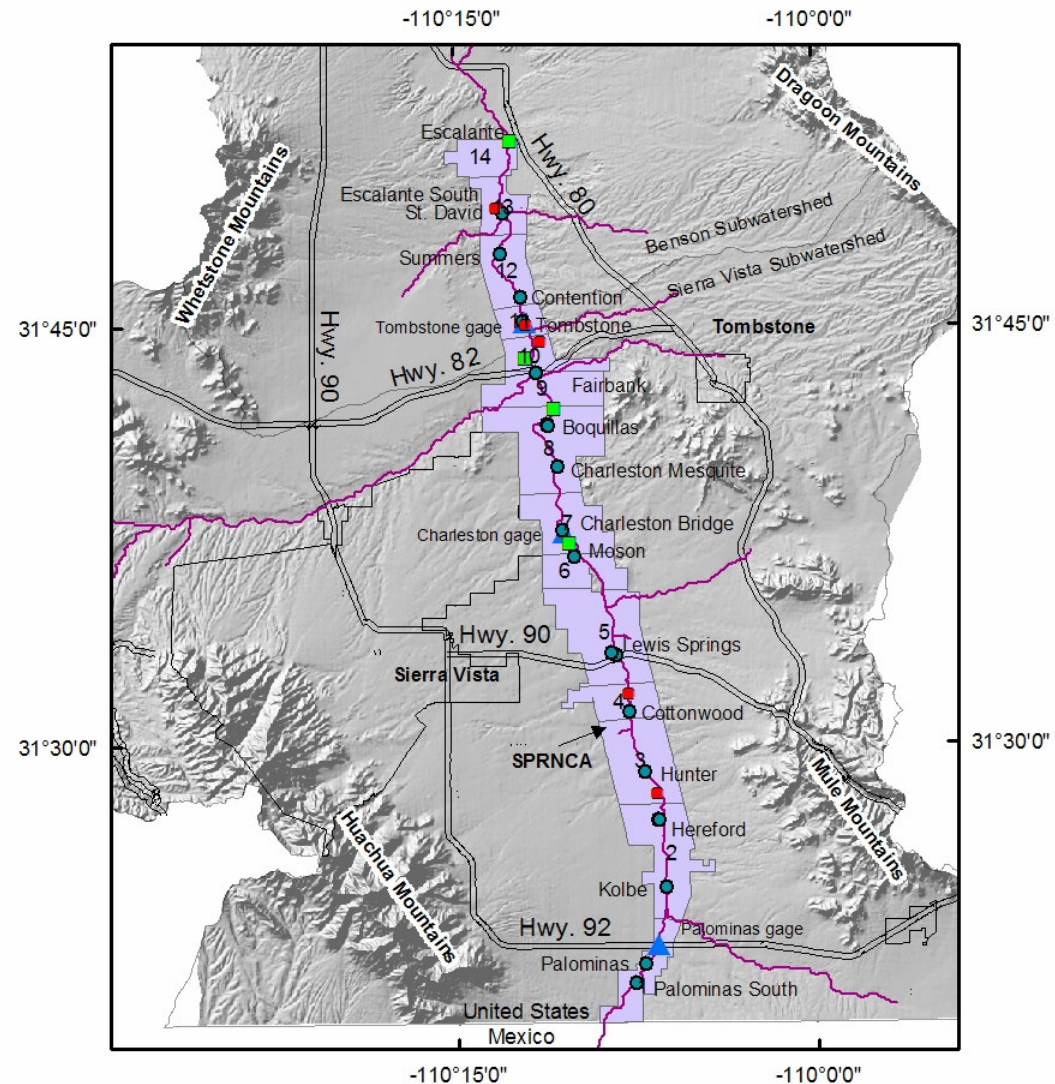 -110°15'0"
-110°0'0"
Dragoon Mountains
Escalante
Hwy. 80
14
Whetstone Mountains
Escalante South
13
St. David
Benson Subwatershed
Summers
12
Sierra Vista Subwatershed
Contention
31°45'0"
Tombstone gage
11
Tombstone
Tombstone
31°45'0"
Hwy. 90
10
Hwy. 82
9
Fairbank
Boquillas
8
Charleston Mesquite
7
Charleston Bridge
Charleston gage
Moson
6
Hwy. 90
5
Lewis Springs
Sierra Vista
4
Cottonwood
31°30'0"
31°30'0"
SPRNCA
3
Hunter
Mule Mountains
Huachua Mountains
Hereford
2
Kolbe
Hwy. 92
Palominas gage
Palominas
Palominas South
United States
Mexico
-110°15'0"
-110°0'0"